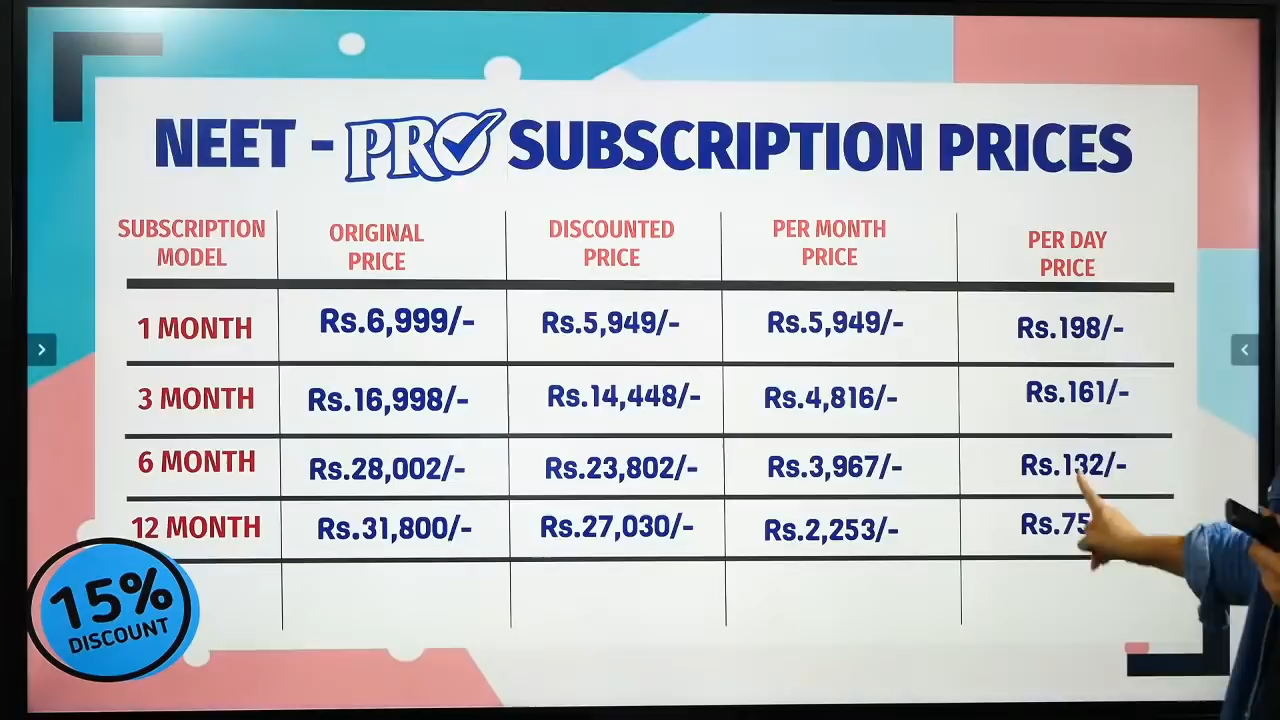 NEET - PRO SUBSCRIPTION PRICES
SUBSCRIPTION MODEL ORIGINAL PRICE DISCOUNTED PRICE PER MONTH PRICE PER DAY PRICE
1 MONTH Rs.6,999/- Rs.5,949/- Rs.5,949/- Rs.198/-
3 MONTH Rs.16,998/- Rs.14,448/- Rs.4,816/- Rs.161/-
6 MONTH Rs.28,002/- Rs.23,802/- Rs.3,967/- Rs.132/-
12 MONTH Rs.31,800/- Rs.27,030/- Rs.2,253/- Rs.75
15%
DISCOUNT